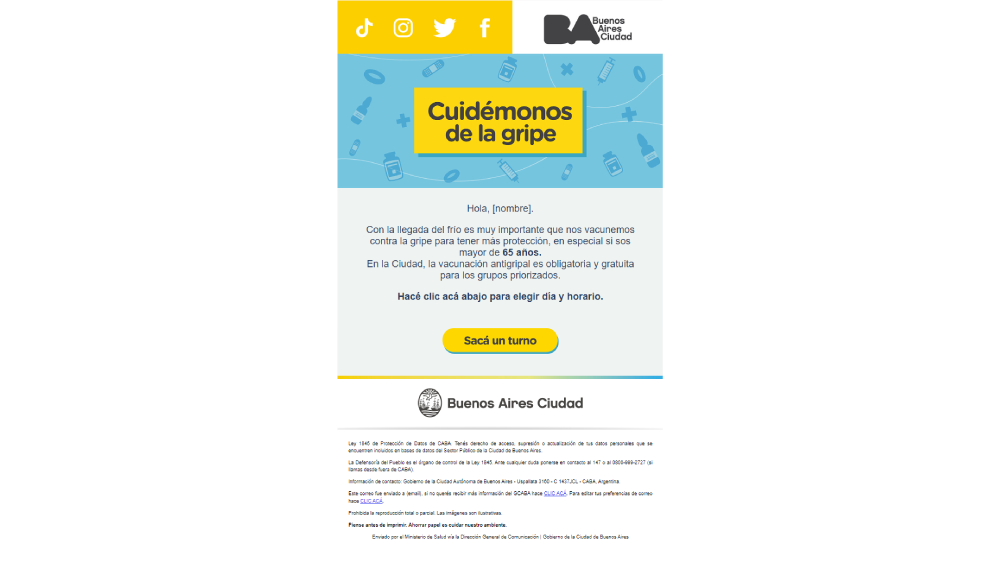 BA Buenos
Aires
Ciudad
Cuidémonos
de la gripe
Hola, [nombre].
Con la llegada del frío es muy importante que nos vacunemos
contra la gripe para tener más protección, en especial si sos
mayor de 65 años.
En la Ciudad, la vacunación antigripal es obligatoria y gratuita
para los grupos priorizados.
Hacé clic acá abajo para elegir día y horario.
Sacá un turno
Buenos Aires Ciudad
Ley 1845 de Protección de Datos de CABA. Tenés derecho de acceso, supresión o actualización de tus datos personales que se
encuentren incluidos en bases de datos del Sector Público de la Ciudad de Buenos Aires.
La Defensoría del Pueblo es el órgano de control de la Ley 1845. Ante cualquier duda ponerse en contacto al 147 o al 0800-999-2727 (si
llamas desde fuera de CABA).
Información de contacto: Gobierno de la Ciudad Autónoma de Buenos Aires - Uspallata 3160 - C 1437JCL - CABA, Argentina.
Este correo fue enviado a (email), si no querés recibir más información del GCABA hace CLIC ACÁ. Para editar tus preferencias de correo
hace CLIC ACÁ.
Prohibida la reproducción total o parcial. Las imágenes son ilustrativas.
Piense antes de imprimir. Ahorrar papel es cuidar nuestro ambiente.
Enviado por el Ministerio de Salud vía la Dirección General de Comunicación | Gobierno de la Ciudad de Buenos Aires